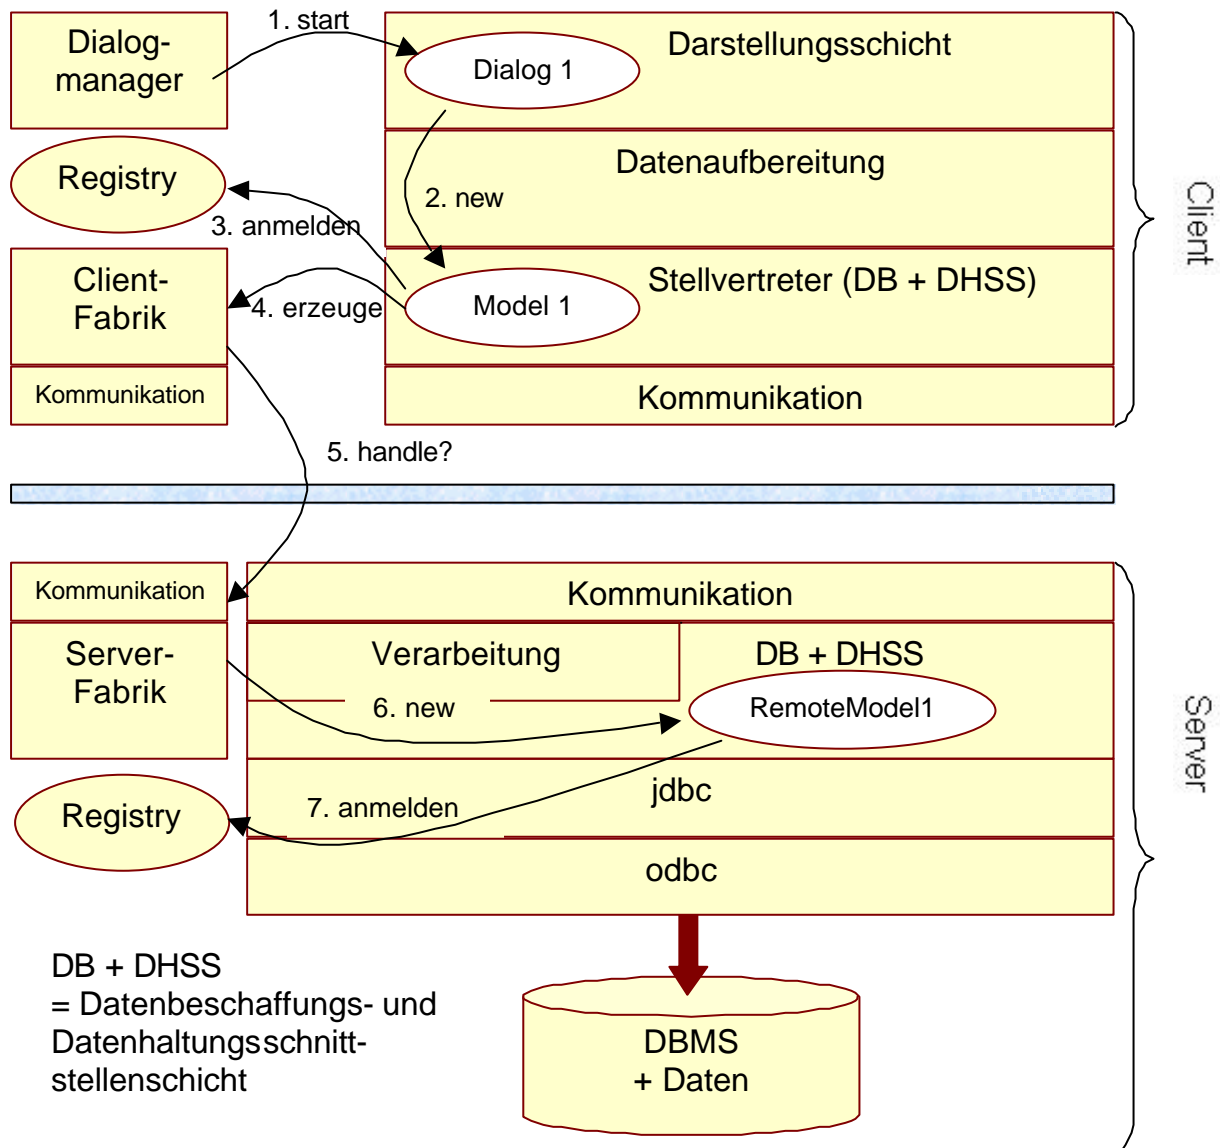 1. start
Dialog-
manager
Dialog 1
Darstellungsschicht
Registry
Datenaufbereitung
2. new
3. anmelden
Client-
Fabrik
4. erzeuge
Model 1
Stellvertreter (DB + DHSS)
Kommunikation
Kommunikation
Client
5. handle?
Kommunikation
Kommunikation
Server-
Fabrik
Verarbeitung
DB + DHSS
6. new
RemoteModel1
Registry
7. anmelden
jdbc
odbc
Server
DB + DHSS
= Datenbeschaffungs- und
Datenhaltungsschnitt-
stellenschicht
DBMS
+ Daten